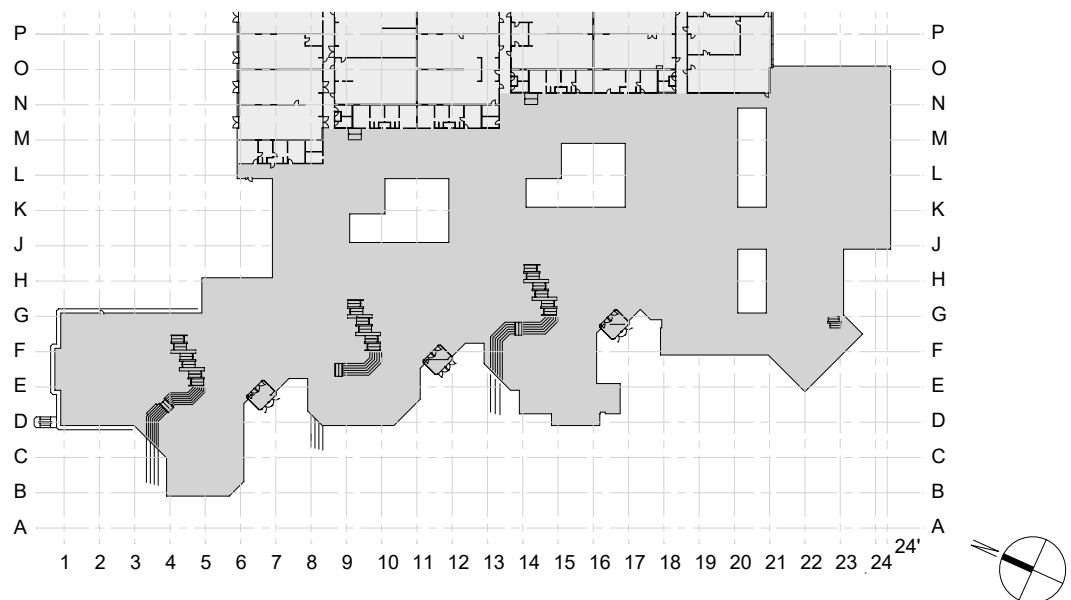 P P
O O
N N
M M
L L
K K
J J
H H
G G
F F
E E
D D
C C
B B
A A
1 2 3 4 5 6 7 8 9 10 11 12 13 14 15 16 17 18 19 20 21 22 23 24 24'
N